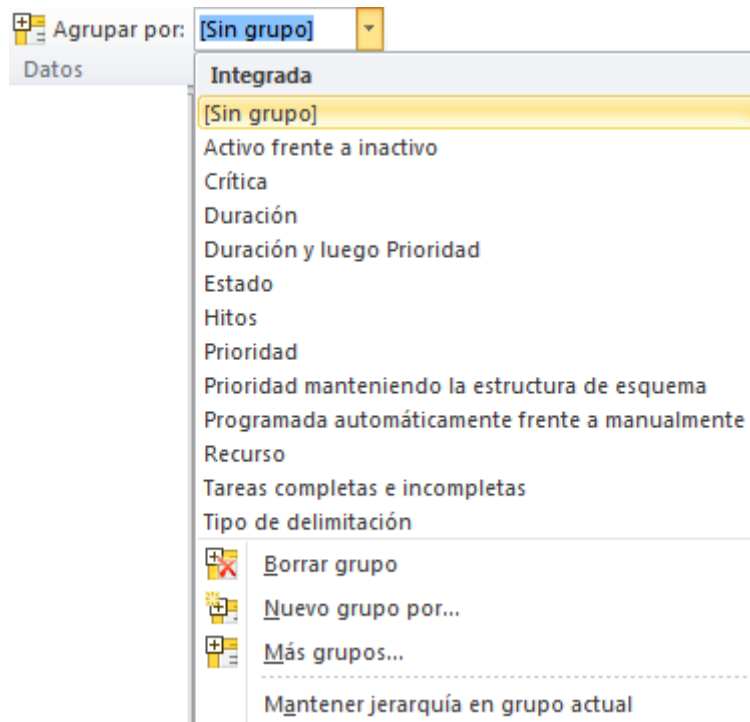 Agrupar por: [Sin grupo]
Datos
Integrada
[Sin grupo]
Activo frente a inactivo
Crítica
Duración
Duración y luego Prioridad
Estado
Hitos
Prioridad
Prioridad manteniendo la estructura de esquema
Programada automáticamente frente a manualmente
Recurso
Tareas completas e incompletas
Tipo de delimitación
Borrar grupo
Nuevo grupo por...
Más grupos...
Mantener jerarquía en grupo actual